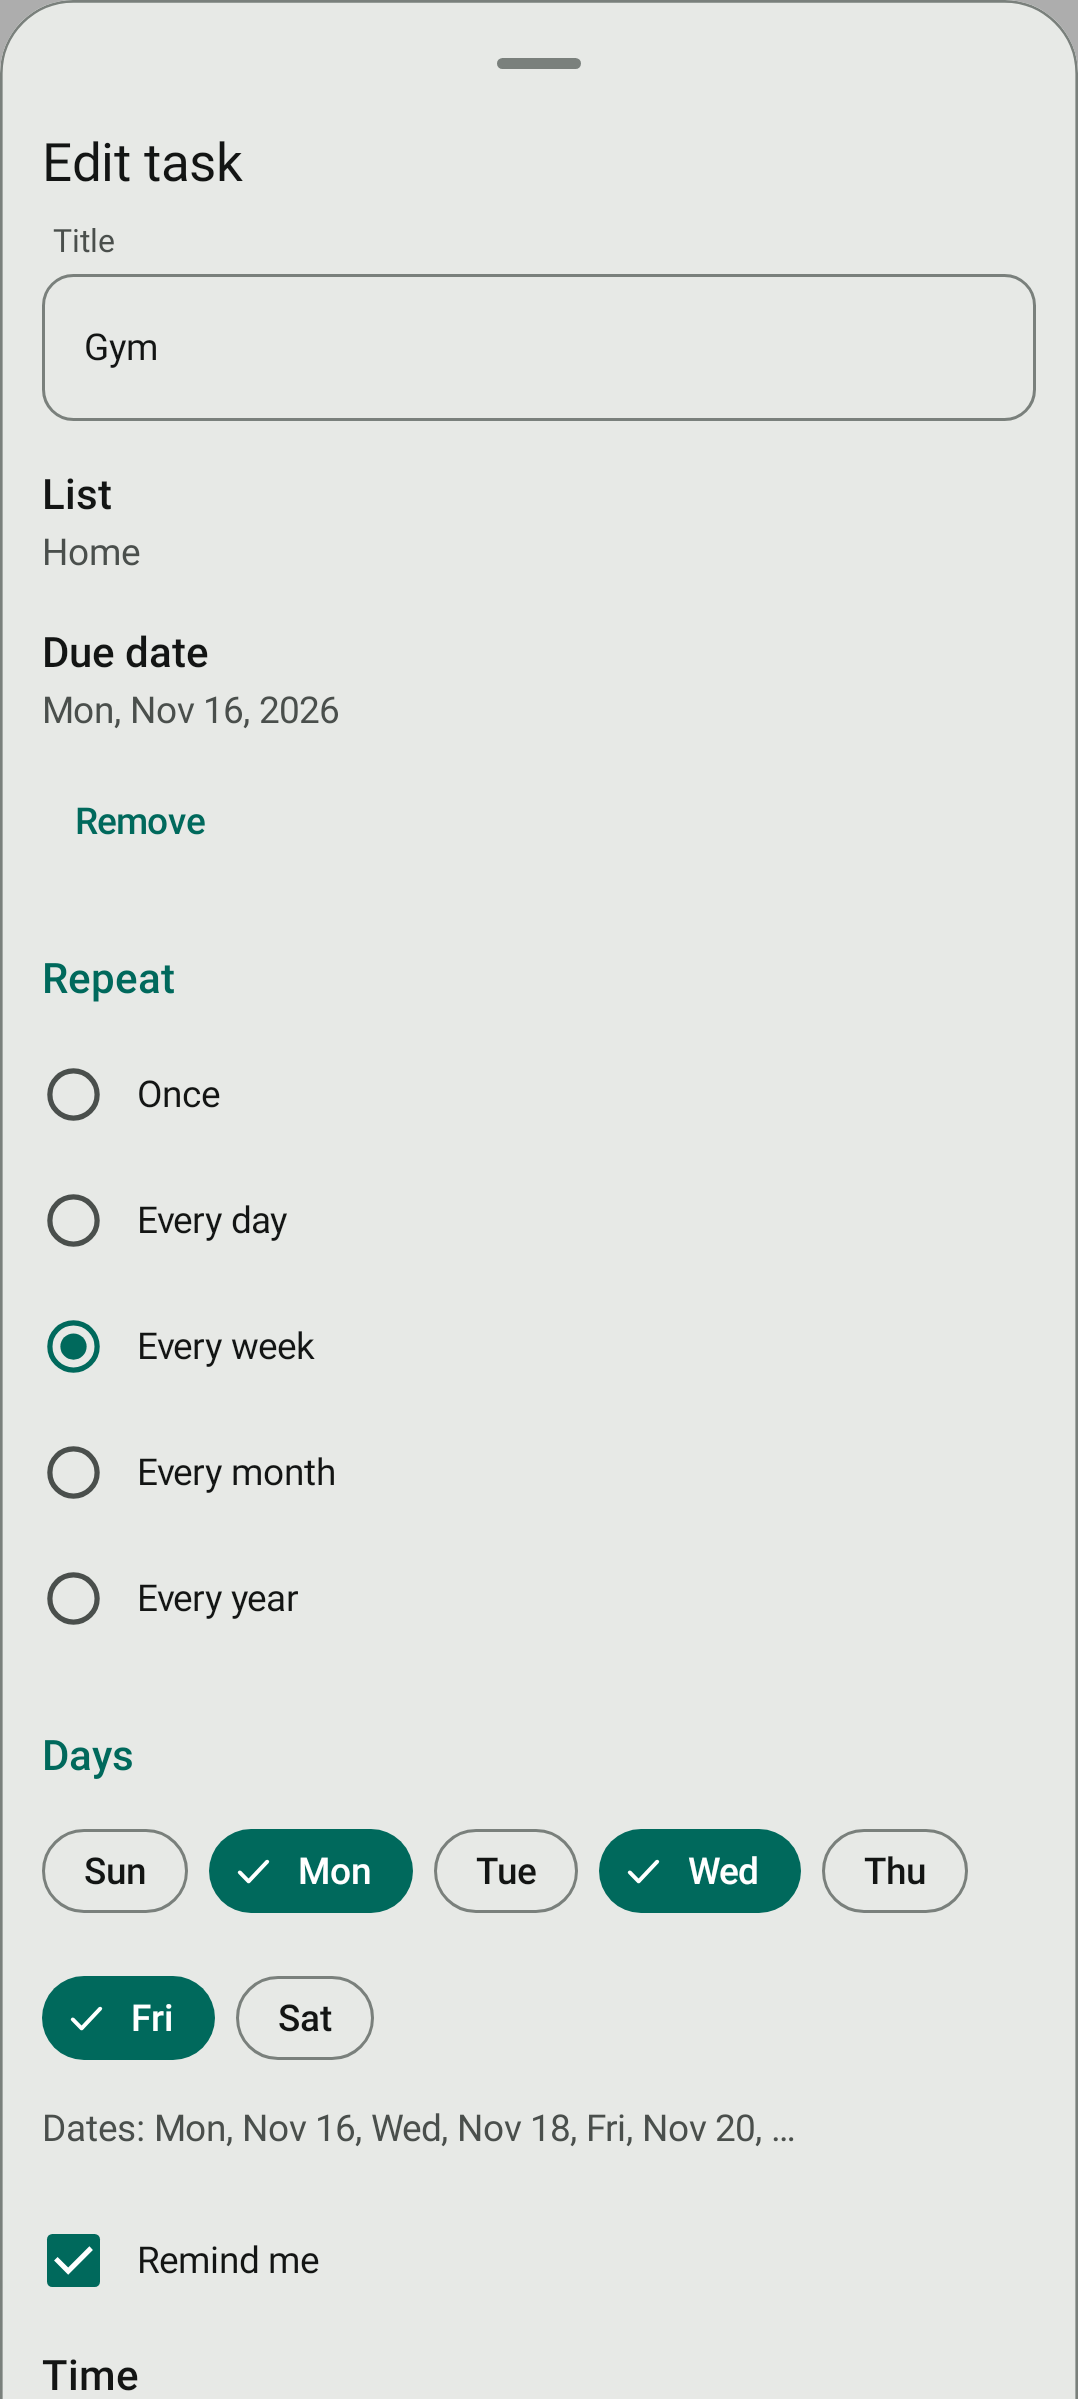 Edit task
Title
Gym
List
Home
Due date
Mon, Nov 16, 2026
Remove
Repeat
Once
Every day
Every week
Every month
Every year
Days
Sun Mon Tue Wed Thu
Fri Sat
Dates: Mon, Nov 16, Wed, Nov 18, Fri, Nov 20, …
Remind me
Time